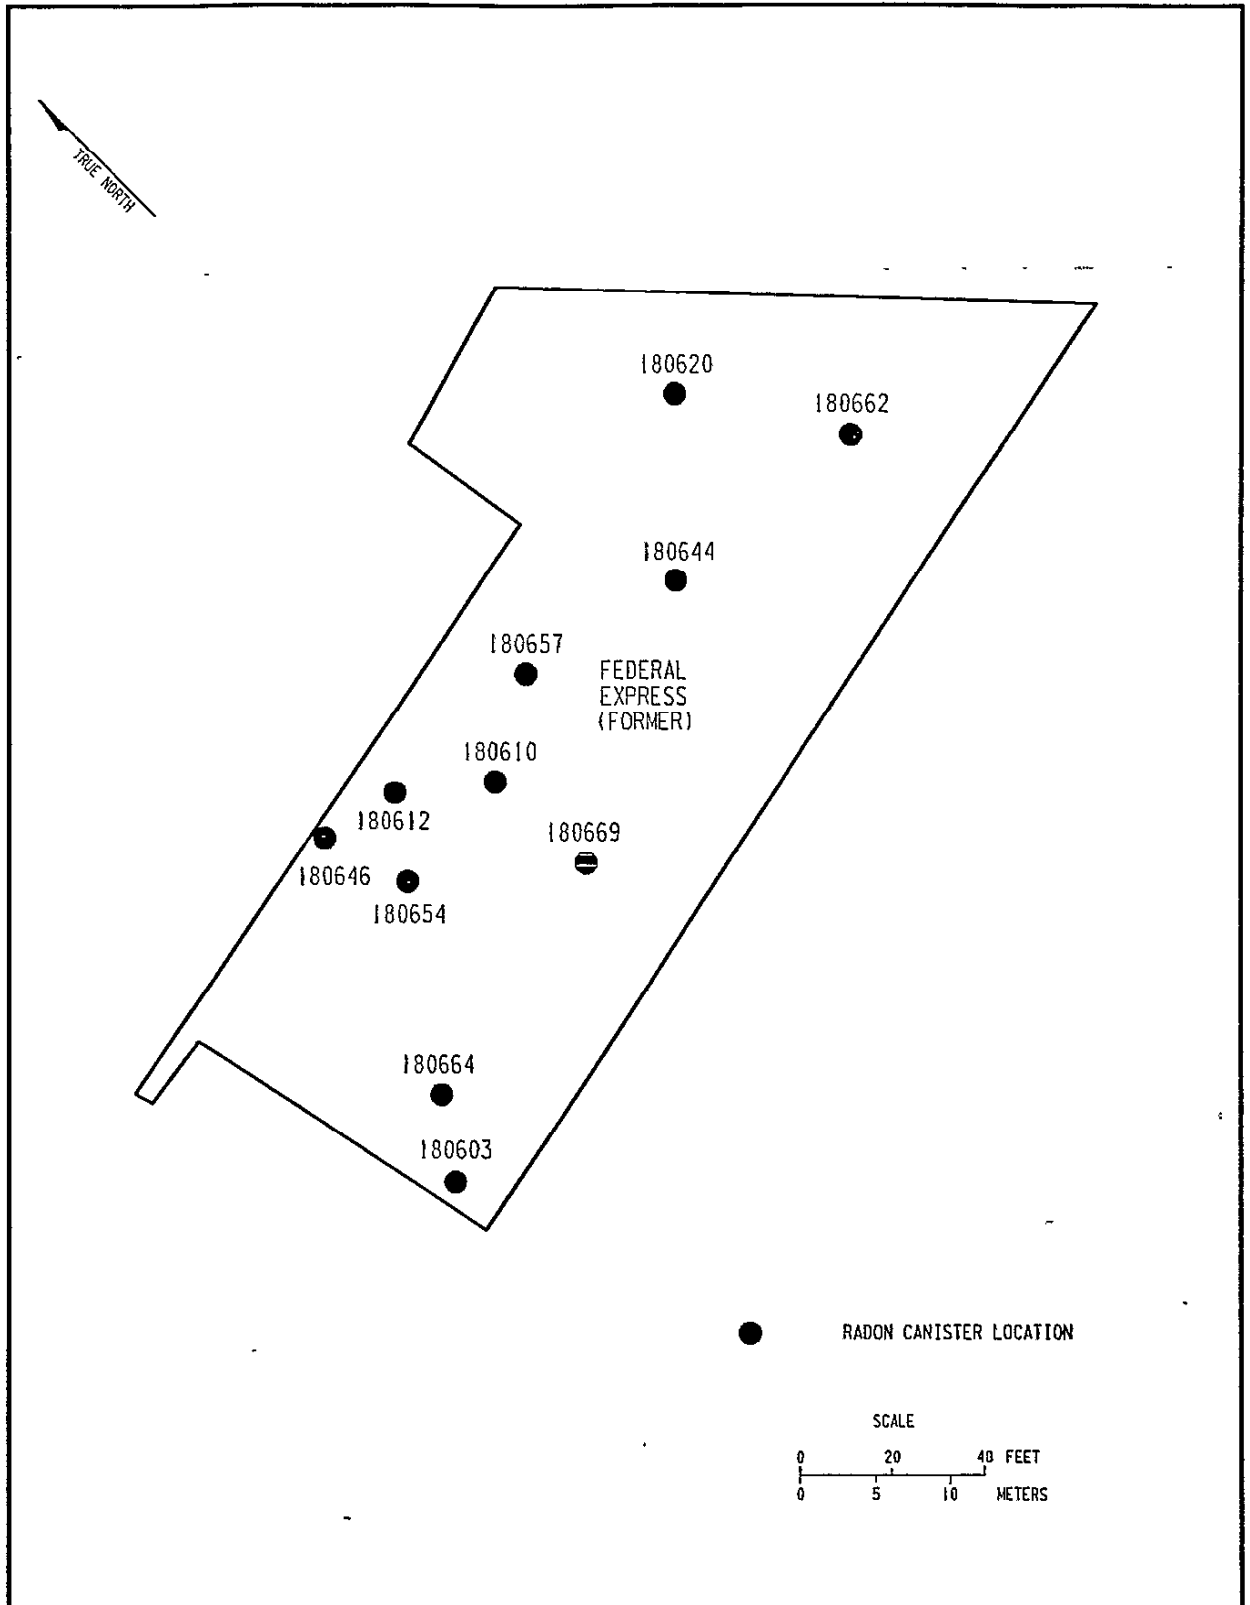 TRUE NORTH
180620
180662
180644
180657
FEDERAL
EXPRESS
(FORMER)
180610
180612
180669
180646
180654
180664
180603
RADON CANISTER LOCATION
SCALE
0 20 40 FEET
0 5 10 METERS